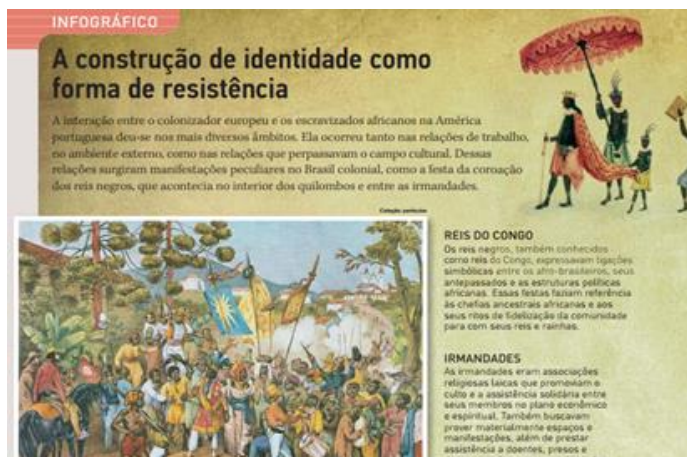 INFOGRÁFICO
A construção de identidade como
forma de resistência
A interação entre o colonizador europeu e os escravizados africanos na América
portuguesa deu-se nos mais diversos âmbitos. Ela ocorreu tanto nas relações de trabalho,
no ambiente externo, como nas relações que perpassavam o campo cultural. Dessas
relações surgiram manifestações peculiares no Brasil colonial, como a festa da coroação
dos reis negros, que acontecia no interior dos quilombos e entre as irmandades.
Coleção particular
REIS DO CONGO
Os reis negros, também conhecidos
como reis do Congo, expressavam ligações
simbólicas entre os afro-brasileiros, seus
antepassados e as estruturas políticas
africanas. Essas festas faziam referência
às chefias ancestrais africanas e aos
seus ritos de fidelização da comunidade
para com seus reis e rainhas.
IRMANDADES
As irmandades eram associações
religiosas laicas que promoviam o
culto e a assistência solidária entre
seus membros no plano econômico
e espiritual. Também buscavam
prover materialmente espaços e
manifestações, além de prestar
assistência a doentes, presos e